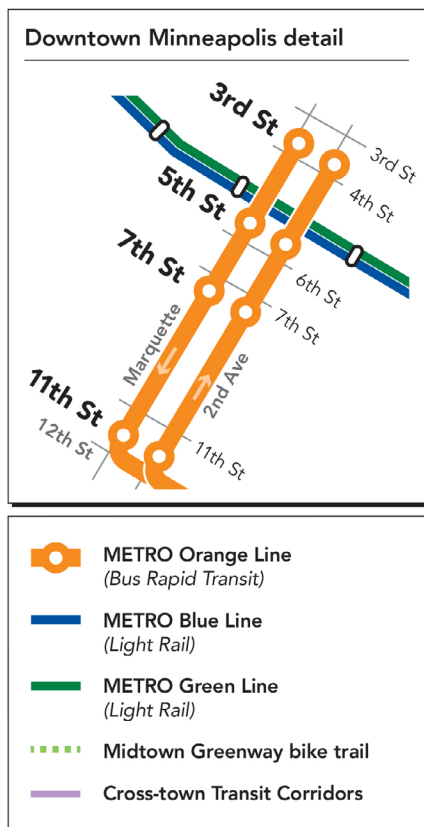 Downtown Minneapolis detail
3rd St
3rd St
4th St
5th St
6th St
7th St
7th St
Marquette
2nd Ave
11th St
11th St
12th St
METRO Orange Line
(Bus Rapid Transit)
METRO Blue Line
(Light Rail)
METRO Green Line
(Light Rail)
Midtown Greenway bike trail
Cross-town Transit Corridors